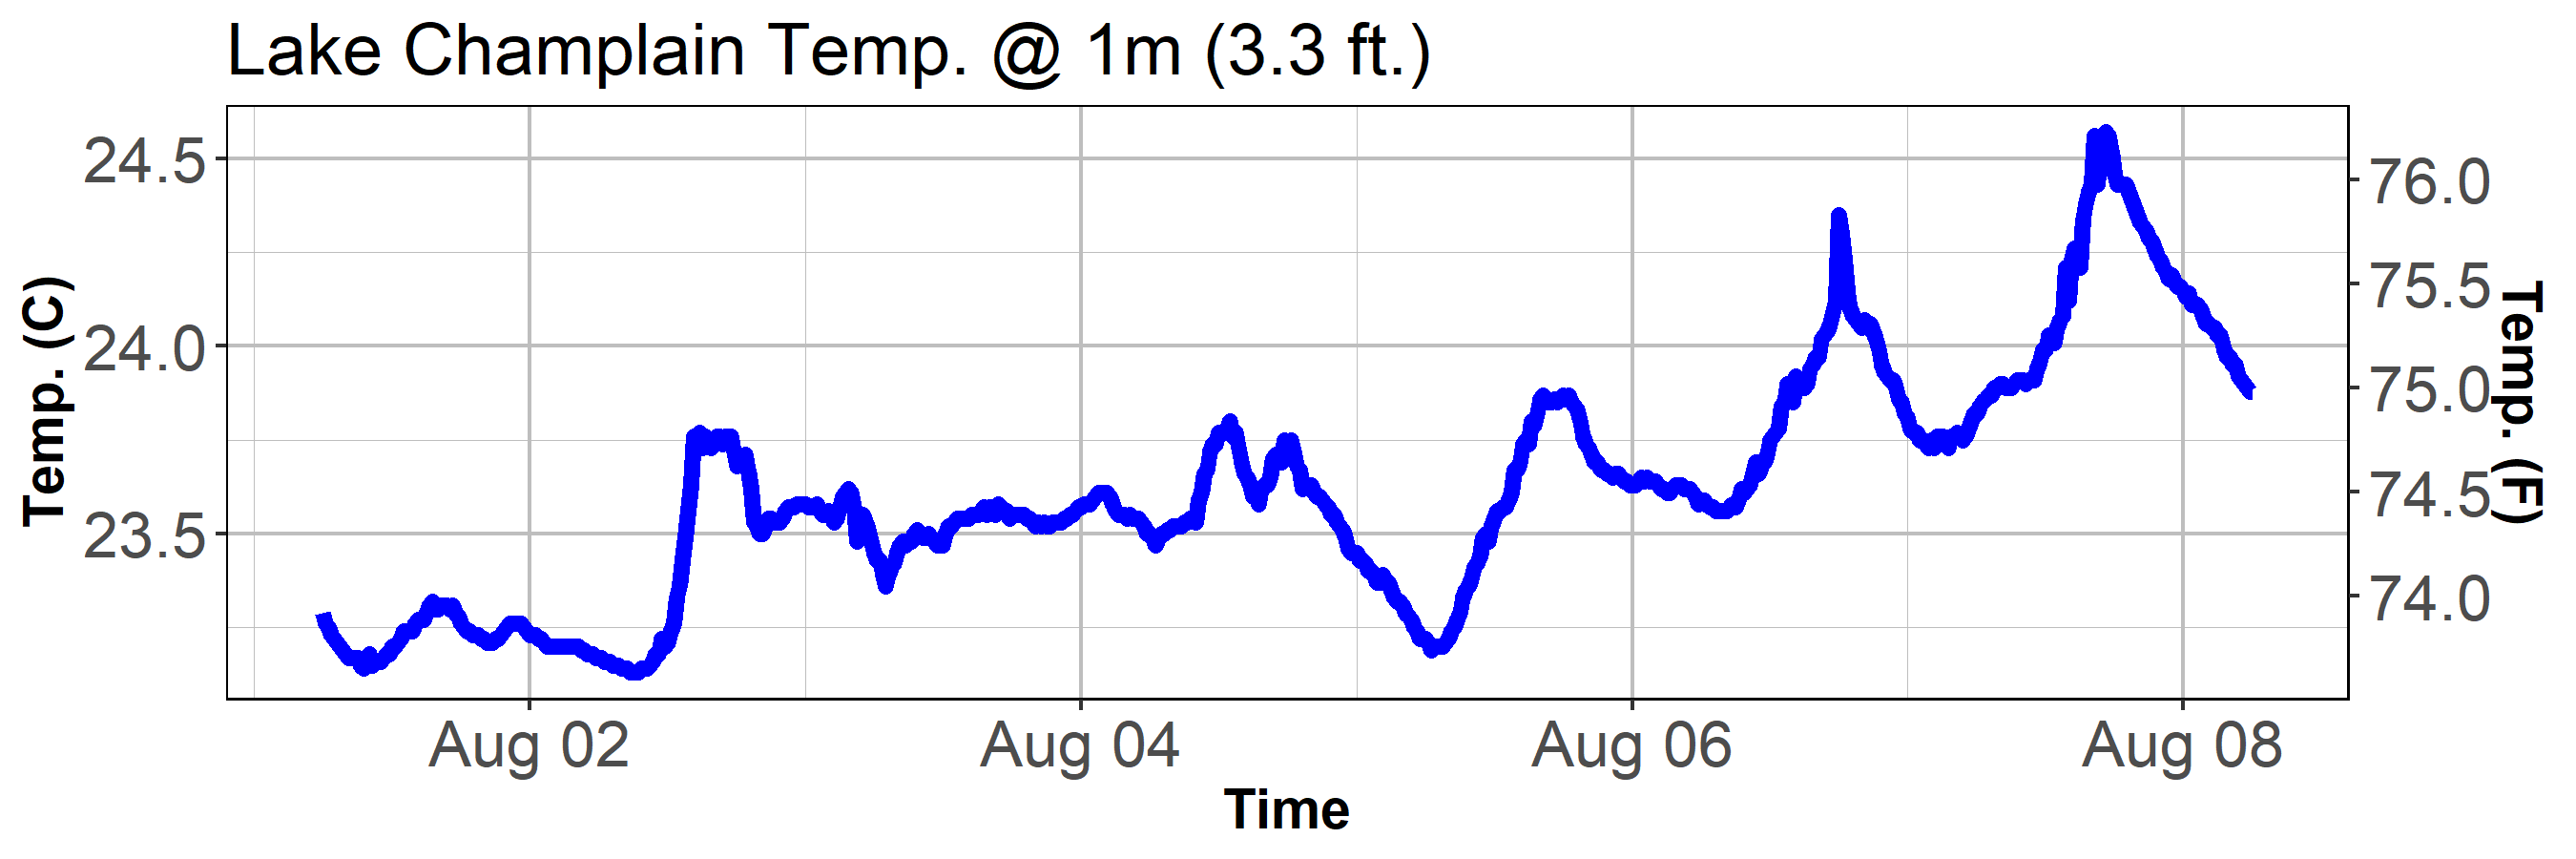 Lake Champlain Temp. @ 1m (3.3 ft.)
Temp. (C)
24.5
24.0
23.5
76.0
75.5
75.0
74.5
74.0
Temp. (F)
Aug 02 Aug 04 Aug 06 Aug 08
Time